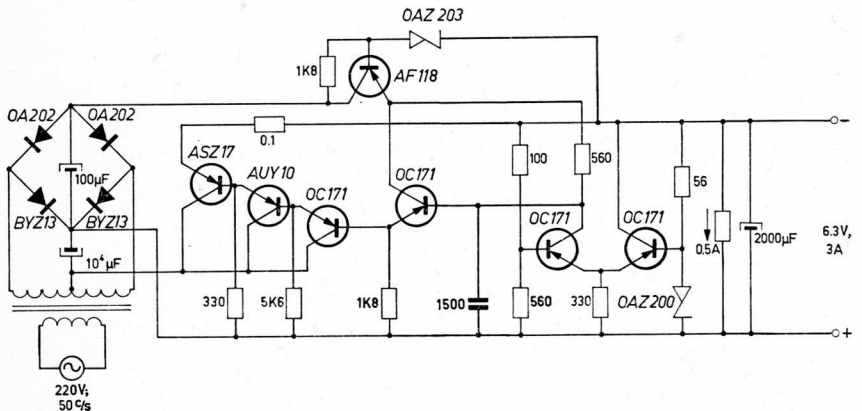 OAZ 203
1K8
AF118
OA202
OA202
0.1
ASZ17
AUY10
OC171
OC171
100
560
56
−
100µF
BYZ13
BYZ13
10⁴µF
OC171
OC171
0.5A
2000µF
6.3V,
3A
330
5K6
1K8
1500
560
330
OAZ200
+
220V;
50 c/s